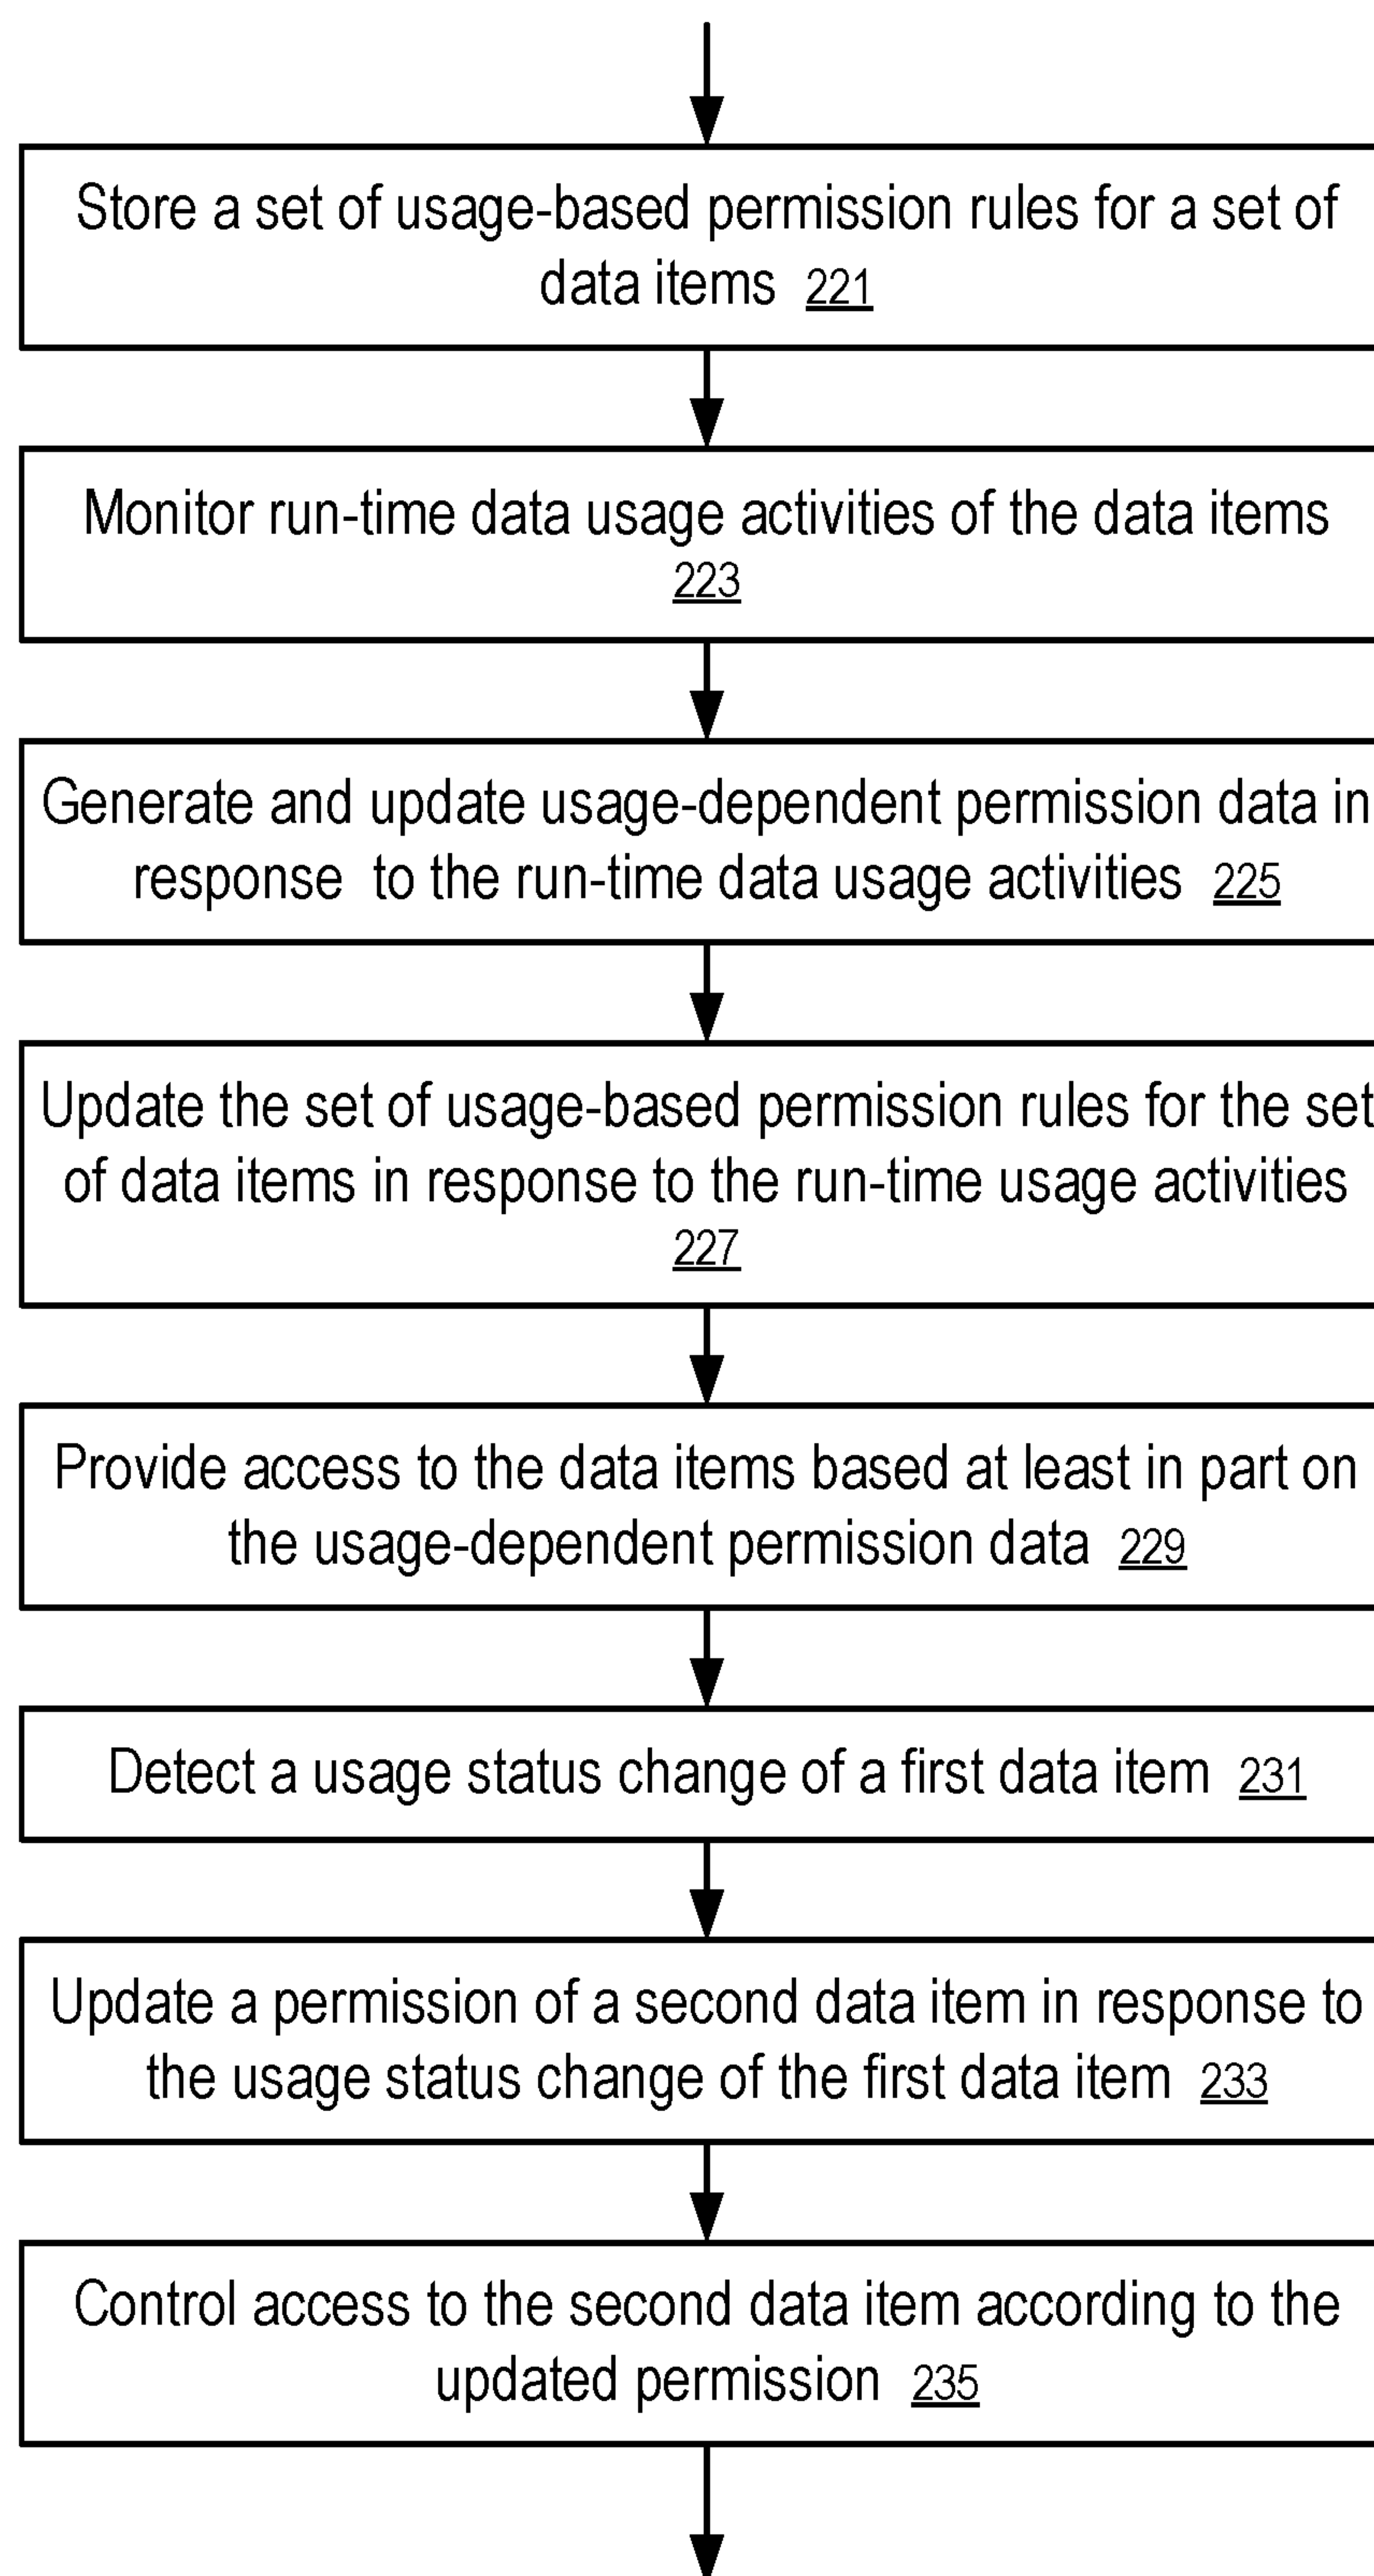 Store a set of usage-based permission rules for a set of
data items 221
Monitor run-time data usage activities of the data items
223
Generate and update usage-dependent permission data in
response to the run-time data usage activities 225
Update the set of usage-based permission rules for the set
of data items in response to the run-time usage activities
227
Provide access to the data items based at least in part on
the usage-dependent permission data 229
Detect a usage status change of a first data item 231
Update a permission of a second data item in response to
the usage status change of the first data item 233
Control access to the second data item according to the
updated permission 235